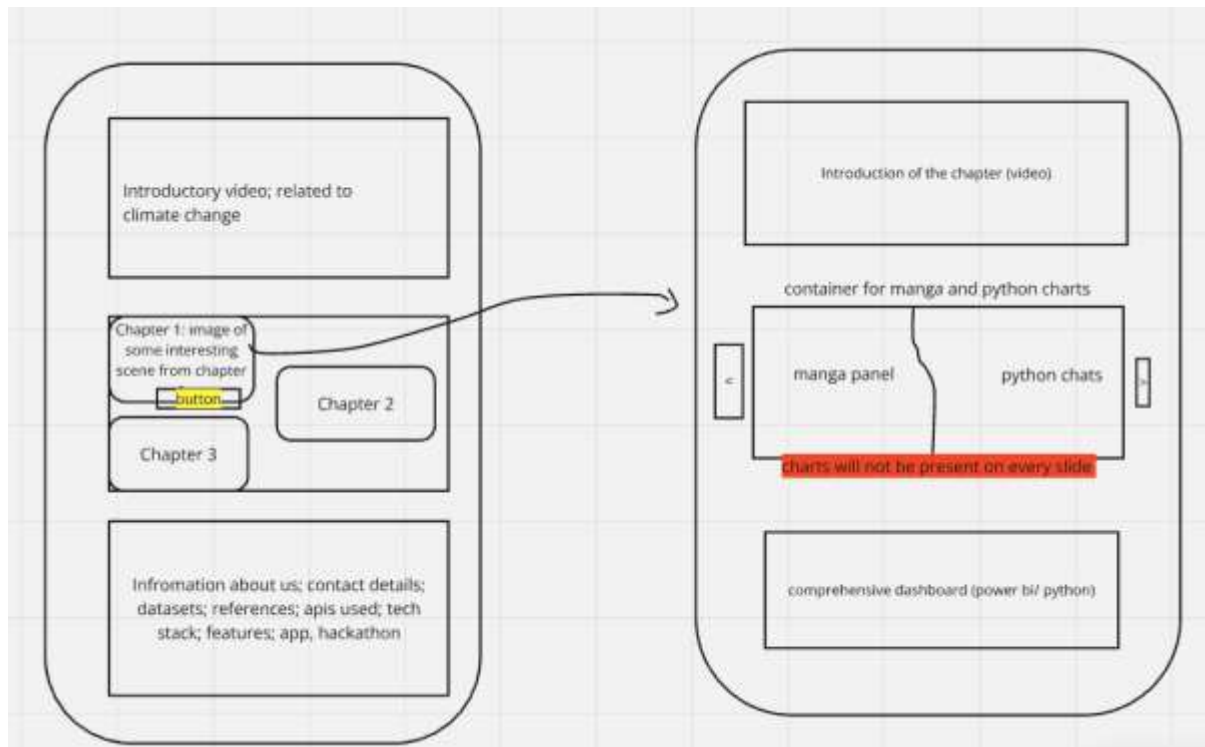 Introductory video; related to
climate change
Chapter 1: image of
some interesting
scene from chapter
button
Chapter 2
Chapter 3
Infromation about us; contact details;
datasets; references; apis used; tech
stack; features; app, hackathon
Introduction of the chapter (video)
container for manga and python charts
<
manga panel
python chats
>
charts will not be present on every slide
comprehensive dashboard (power bi/ python)